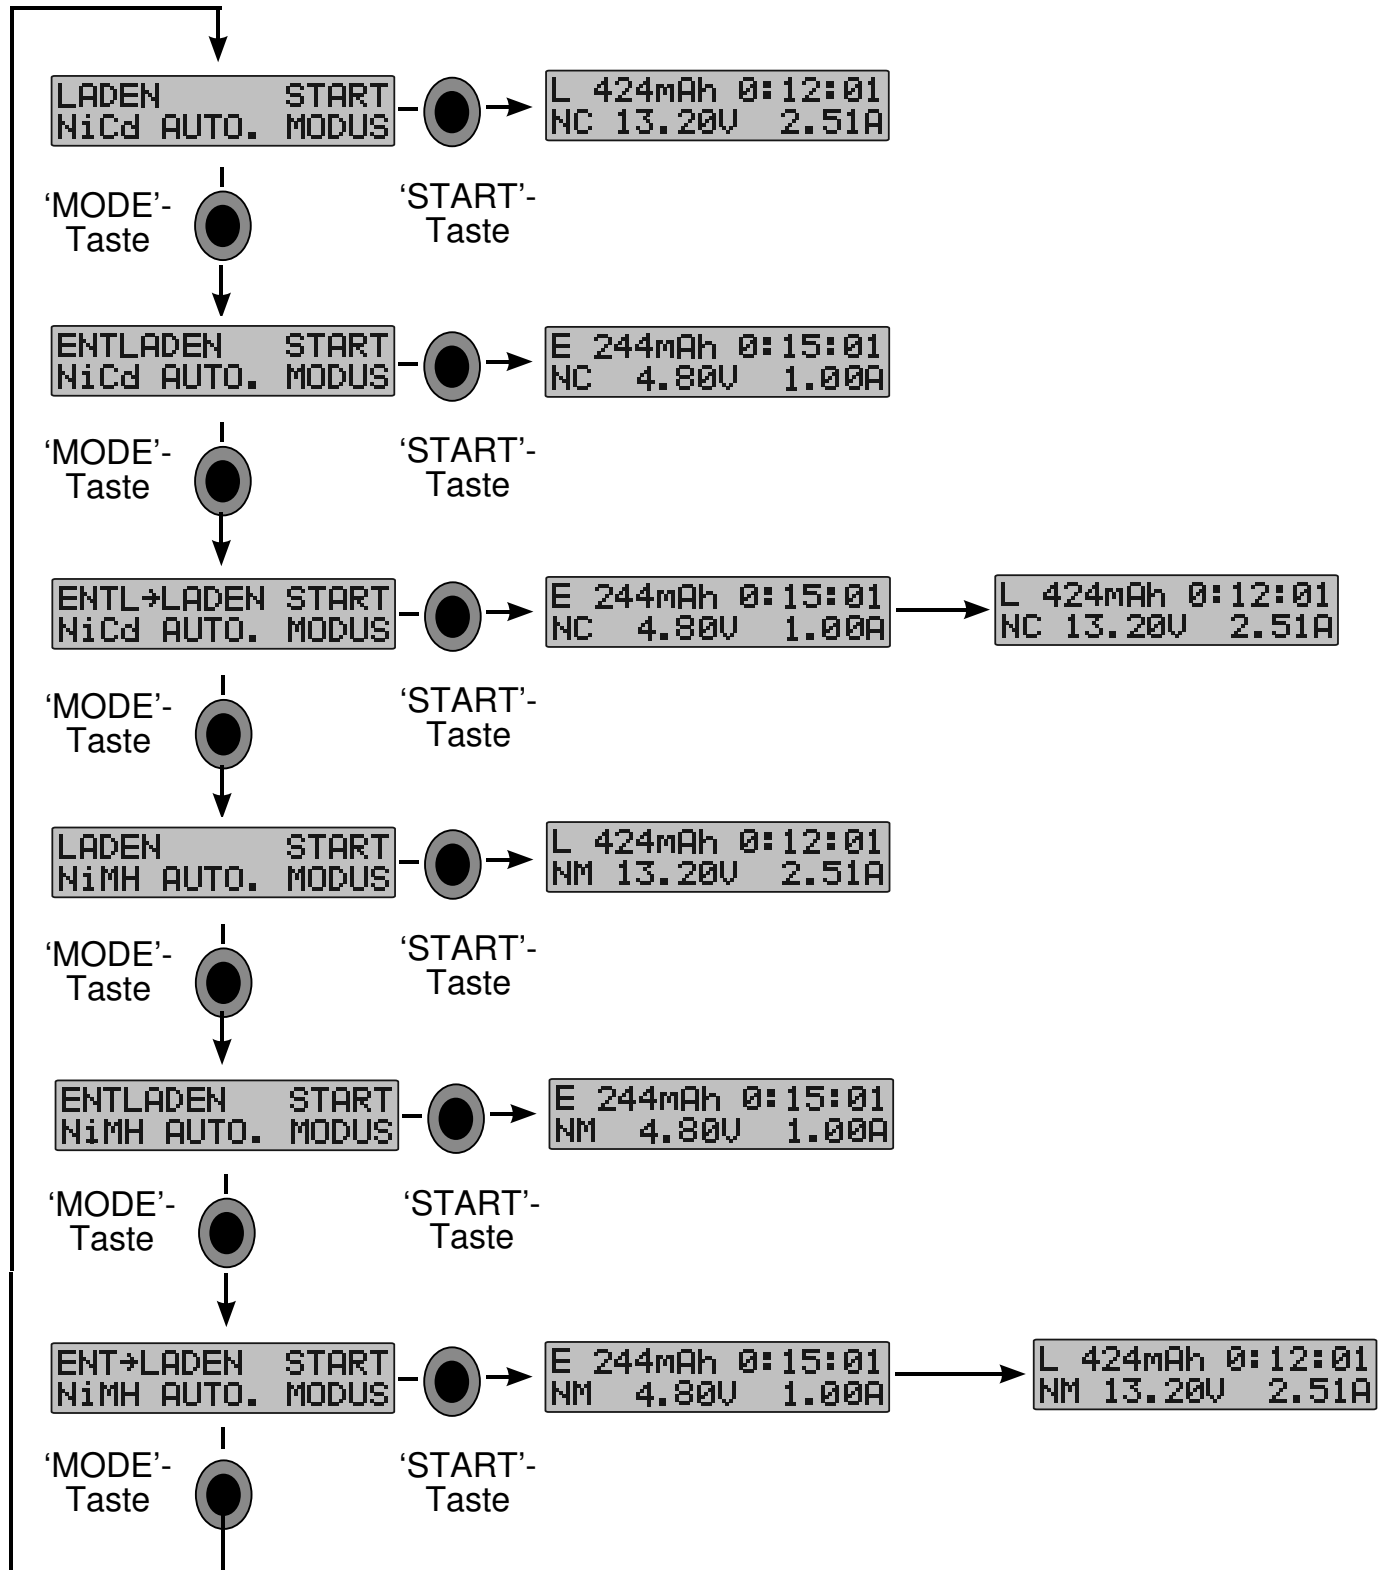 LADEN START
NiCd AUTO. MODUS
L 424mAh 0:12:01
NC 13.20V 2.51A
‘MODE’-
Taste
‘START’-
Taste
ENTLADEN START
NiCd AUTO. MODUS
E 244mAh 0:15:01
NC 4.80V 1.00A
‘MODE’-
Taste
‘START’-
Taste
ENTL→LADEN START
NiCd AUTO. MODUS
E 244mAh 0:15:01
NC 4.80V 1.00A
L 424mAh 0:12:01
NC 13.20V 2.51A
‘MODE’-
Taste
‘START’-
Taste
LADEN START
NiMH AUTO. MODUS
L 424mAh 0:12:01
NM 13.20V 2.51A
‘MODE’-
Taste
‘START’-
Taste
ENTLADEN START
NiMH AUTO. MODUS
E 244mAh 0:15:01
NM 4.80V 1.00A
‘MODE’-
Taste
‘START’-
Taste
ENT→LADEN START
NiMH AUTO. MODUS
E 244mAh 0:15:01
NM 4.80V 1.00A
L 424mAh 0:12:01
NM 13.20V 2.51A
‘MODE’-
Taste
‘START’-
Taste